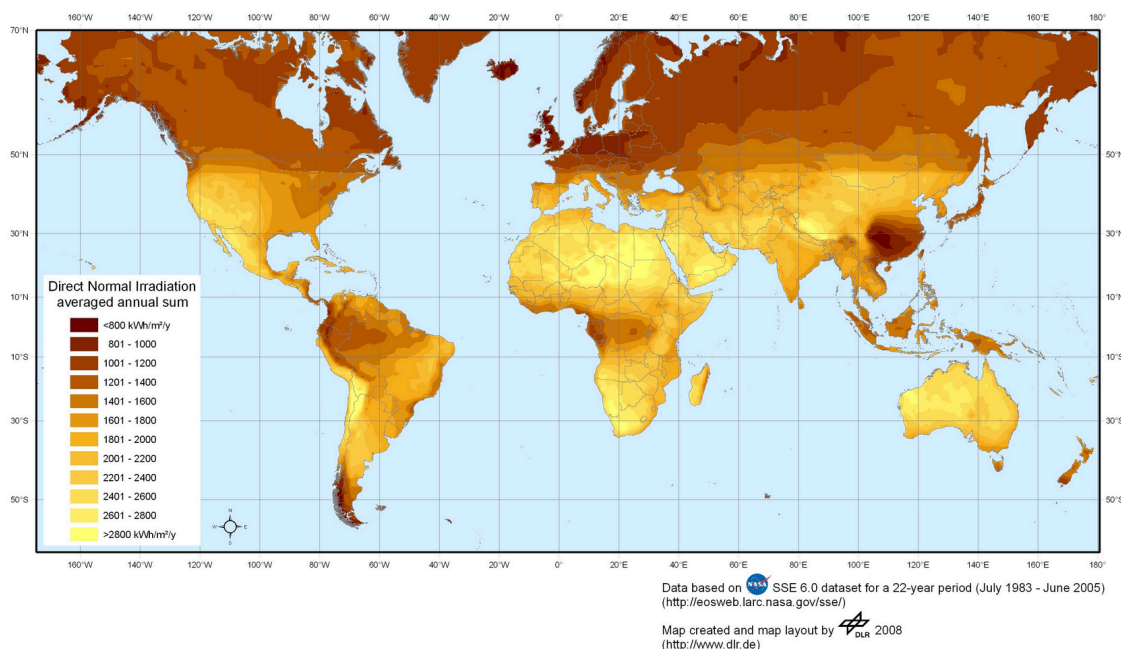 160°W 140°W 120°W 100°W 80°W 60°W 40°W 20°W 0° 20°E 40°E 60°E 80°E 100°E 120°E 140°E 160°E 180°
70°N 70°N
50°N 50°N
30°N 30°N
10°N 10°N
10°S 10°S
30°S 30°S
50°S 50°S
Direct Normal Irradiation
averaged annual sum
<800 kWh/m²/y
801 - 1000
1001 - 1200
1201 - 1400
1401 - 1600
1601 - 1800
1801 - 2000
2001 - 2200
2201 - 2400
2401 - 2600
2601 - 2800
>2800 kWh/m²/y
N
W E
S
160°W 140°W 120°W 100°W 80°W 60°W 40°W 20°W 0° 20°E 40°E 60°E 80°E 100°E 120°E 140°E 160°E 180°
Data based on NASA SSE 6.0 dataset for a 22-year period (July 1983 - June 2005)
(http://eosweb.larc.nasa.gov/sse/)
Map created and map layout by DLR 2008
(http://www.dlr.de)